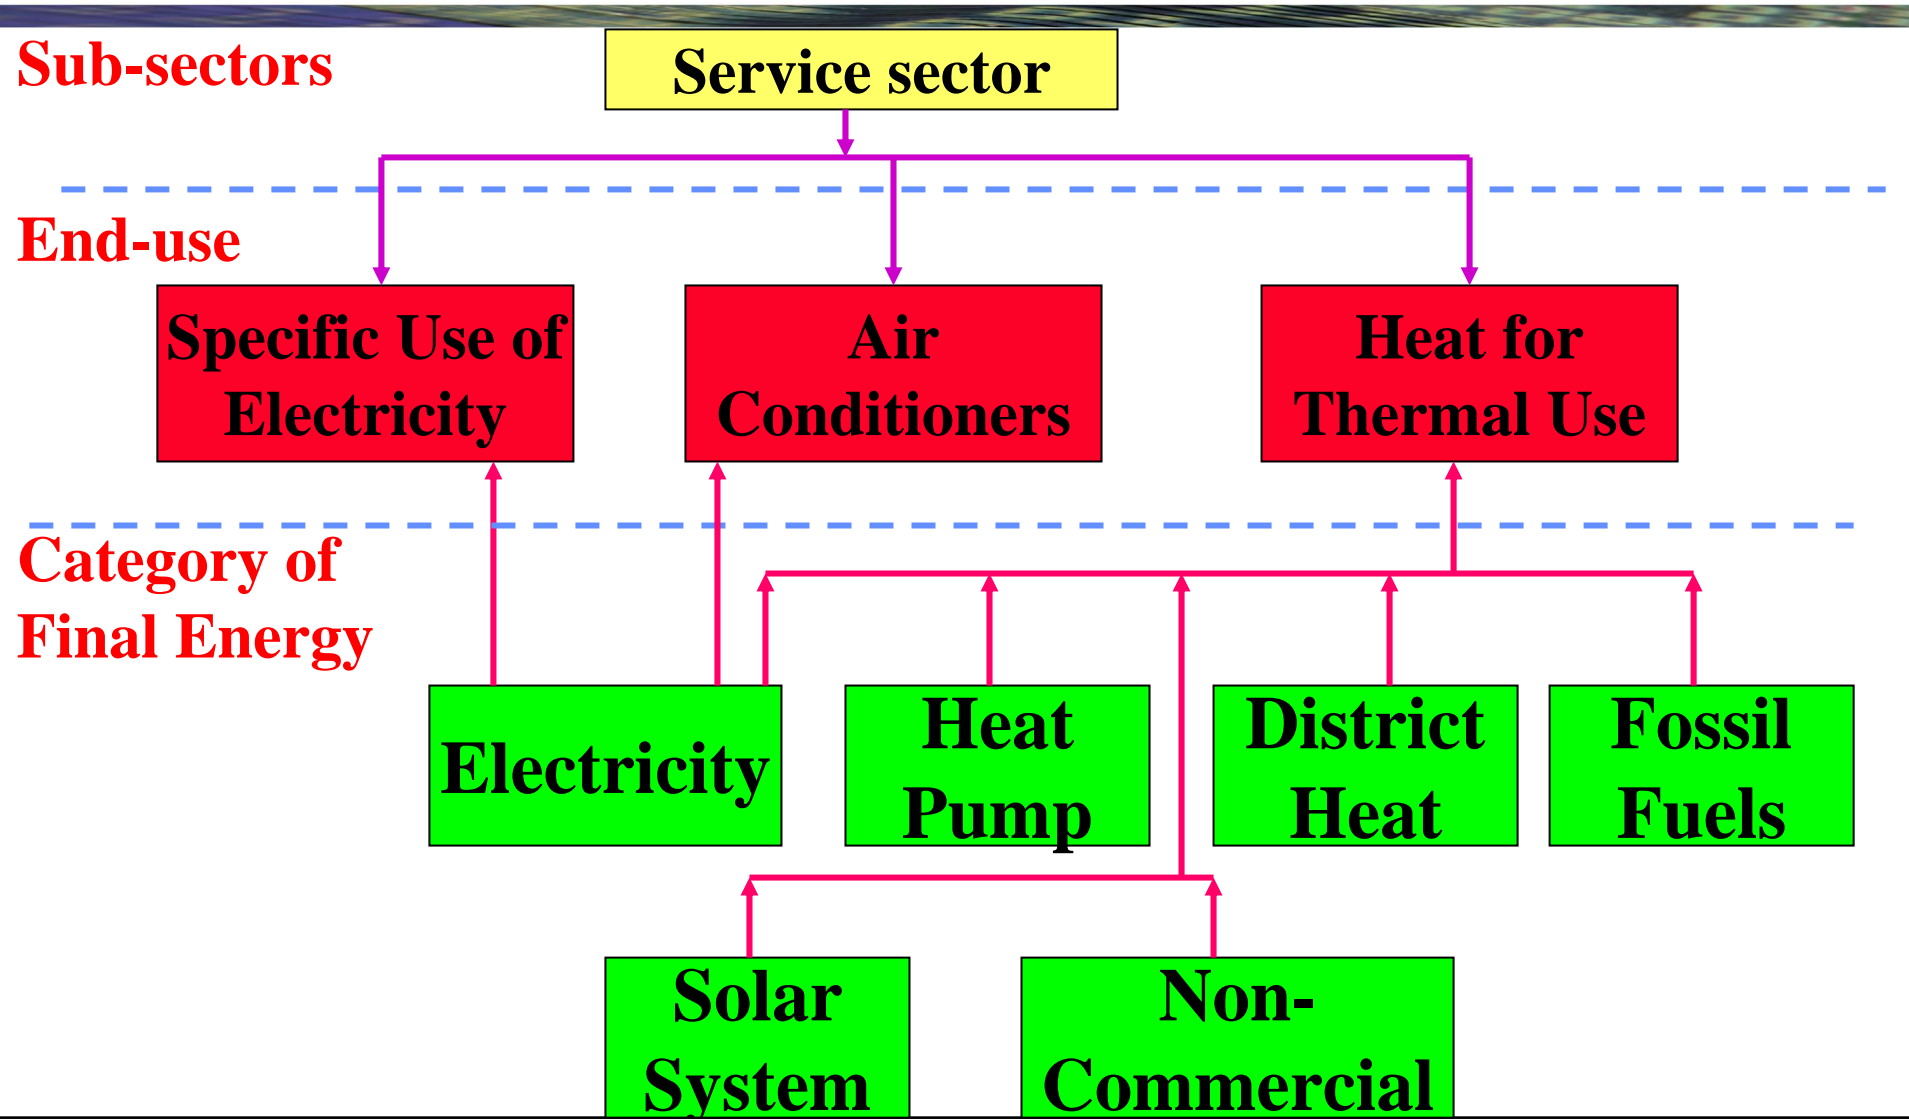 Sub-sectors
Service sector
End-use
Specific Use of
Electricity
Air
Conditioners
Heat for
Thermal Use
Category of
Final Energy
Electricity
Heat
Pump
District
Heat
Fossil
Fuels
Solar
System
Non-
Commercial